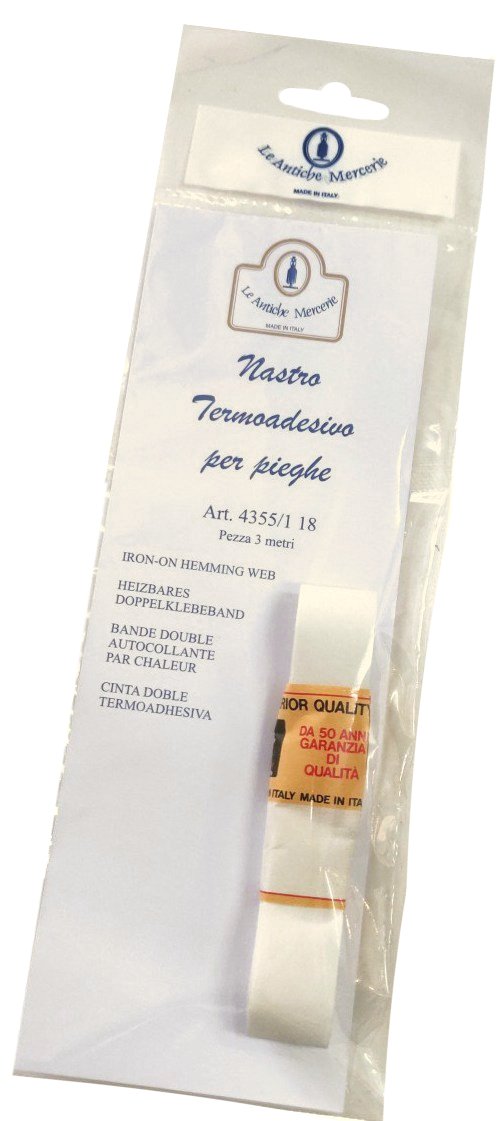 Le Antiche Mercerie
MADE IN ITALY
Le Antiche Mercerie
MADE IN ITALY
Nastro
Termoadesivo
per pieghe
Art. 4355/1 18
Pezza 3 metri
IRON-ON HEMMING WEB
HEIZBARES
DOPPELKLEBEBAND
BANDE DOUBLE
AUTOCOLLANTE
PAR CHALEUR
CINTA DOBLE
TERMOADHESIVA
RIOR QUALITY
DA 50 ANNI
GARANZIA
DI
QUALITÀ
ITALY MADE IN ITA